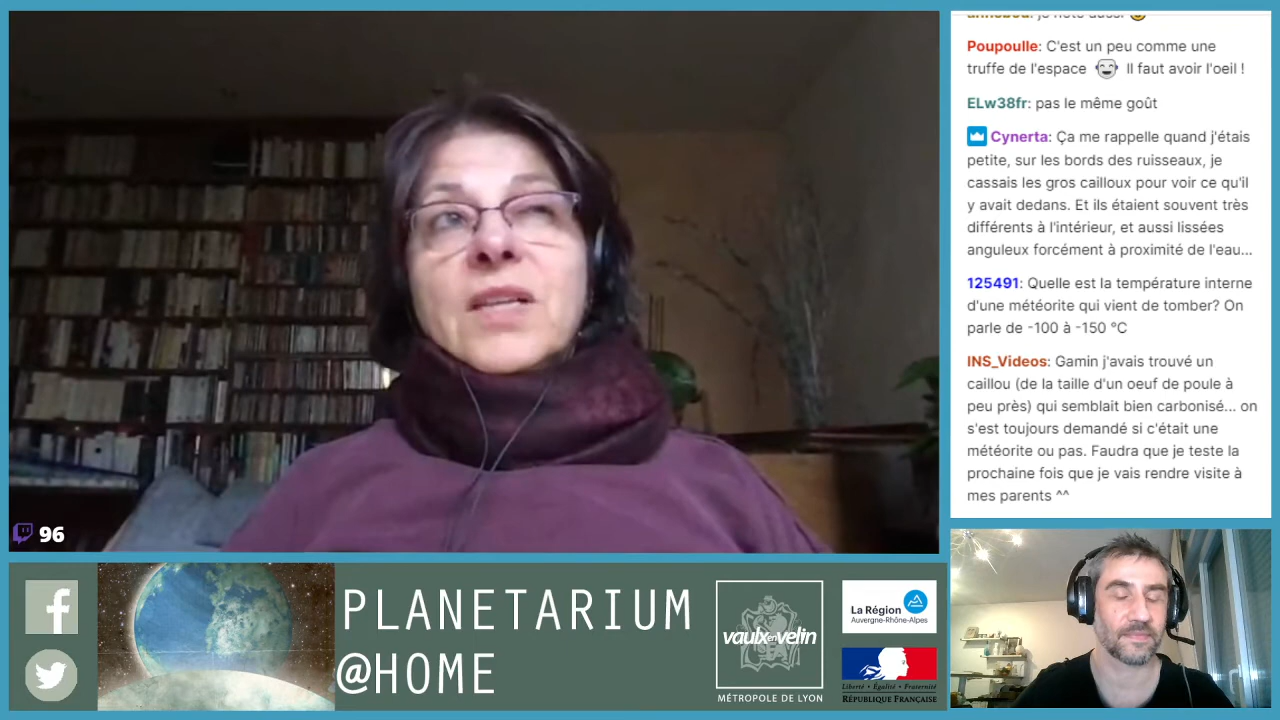 annebou: je note aussi
Poupoulle: C'est un peu comme une
truffe de l'espace Il faut avoir l'oeil !
ELw38fr: pas le même goût
Cynerta: Ça me rappelle quand j'étais
petite, sur les bords des ruisseaux, je
cassais les gros cailloux pour voir ce qu'il
y avait dedans. Et ils étaient souvent très
différents à l'intérieur, et aussi lissées
anguleux forcément à proximité de l'eau...
125491: Quelle est la température interne
d'une météorite qui vient de tomber? On
parle de -100 à -150 °C
INS_Videos: Gamin j'avais trouvé un
caillou (de la taille d'un oeuf de poule à
peu près) qui semblait bien carbonisé... on
s'est toujours demandé si c'était une
météorite ou pas. Faudra que je teste la
prochaine fois que je vais rendre visite à
mes parents ^^
96
PLANETARIUM
@HOME
vaulx en velin
MÉTROPOLE DE LYON
La Région
Auvergne-Rhône-Alpes
Liberté • Égalité • Fraternité
RÉPUBLIQUE FRANÇAISE